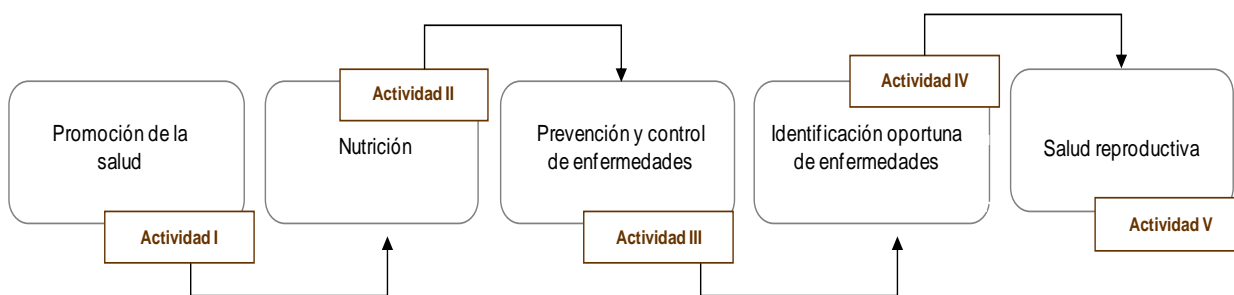 Promoción de la
salud
Actividad I
Actividad II
Nutrición
Prevención y control
de enfermedades
Actividad III
Actividad IV
Identificación oportuna
de enfermedades
Salud reproductiva
Actividad V